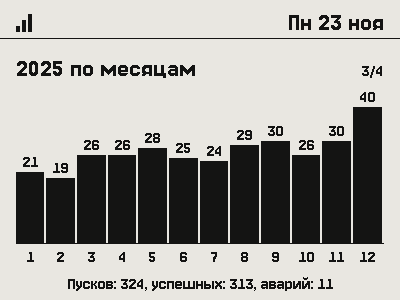 Пн 23 ноя
2025 по месяцам
3/4
21 19 26 26 28 25 24 29 30 26 30 40
1 2 3 4 5 6 7 8 9 10 11 12
Пусков: 324, успешных: 313, аварий: 11